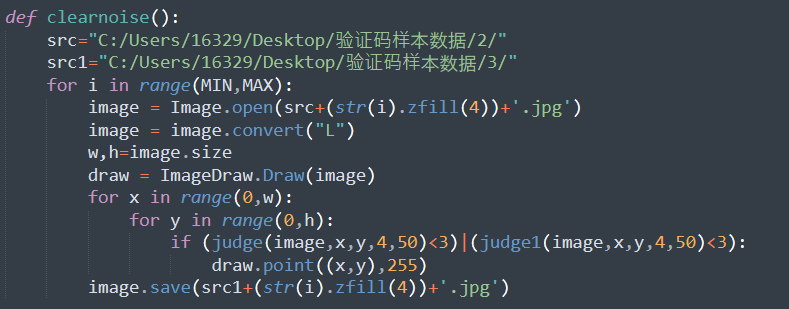 def clearnoise():
    src="C:/Users/16329/Desktop/验证码样本数据/2/"
    src1="C:/Users/16329/Desktop/验证码样本数据/3/"
    for i in range(MIN,MAX):
        image = Image.open(src+(str(i).zfill(4))+'.jpg')
        image = image.convert("L")
        w,h=image.size
        draw = ImageDraw.Draw(image)
        for x in range(0,w):
            for y in range(0,h):
                if (judge(image,x,y,4,50)<3)|(judge1(image,x,y,4,50)<3):
                    draw.point((x,y),255)
        image.save(src1+(str(i).zfill(4))+'.jpg')